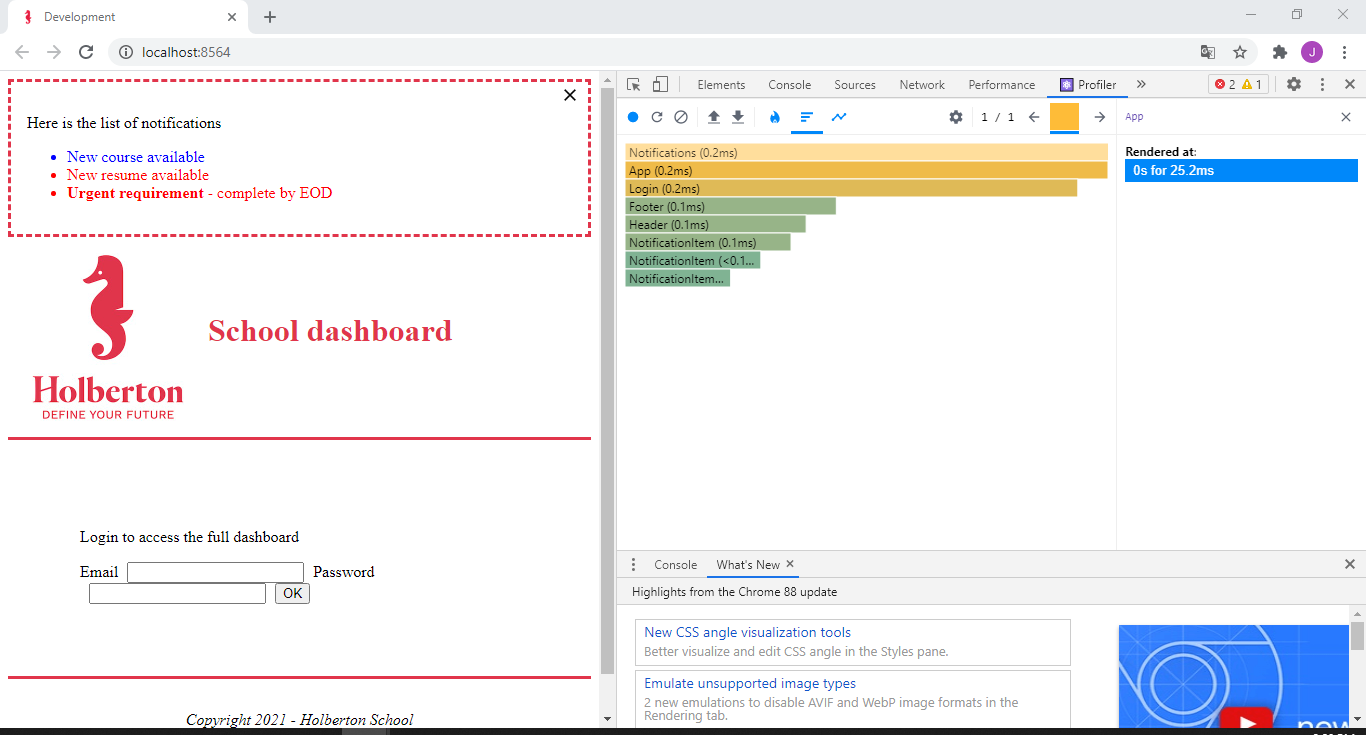 Development
localhost:8564
J
Here is the list of notifications
New course available
New resume available
Urgent requirement - complete by EOD
School dashboard
Holberton
DEFINE YOUR FUTURE
Login to access the full dashboard
Email Password
OK
Copyright 2021 - Holberton School
Elements Console Sources Network Performance Profiler 2 1
1 / 1 App
Notifications (0.2ms)
App (0.2ms)
Login (0.2ms)
Footer (0.1ms)
Header (0.1ms)
NotificationItem (0.1ms)
NotificationItem (<0.1...
NotificationItem...
Rendered at:
0s for 25.2ms
Console What's New
Highlights from the Chrome 88 update
New CSS angle visualization tools
Better visualize and edit CSS angle in the Styles pane.
Emulate unsupported image types
2 new emulations to disable AVIF and WebP image formats in the
Rendering tab.
new